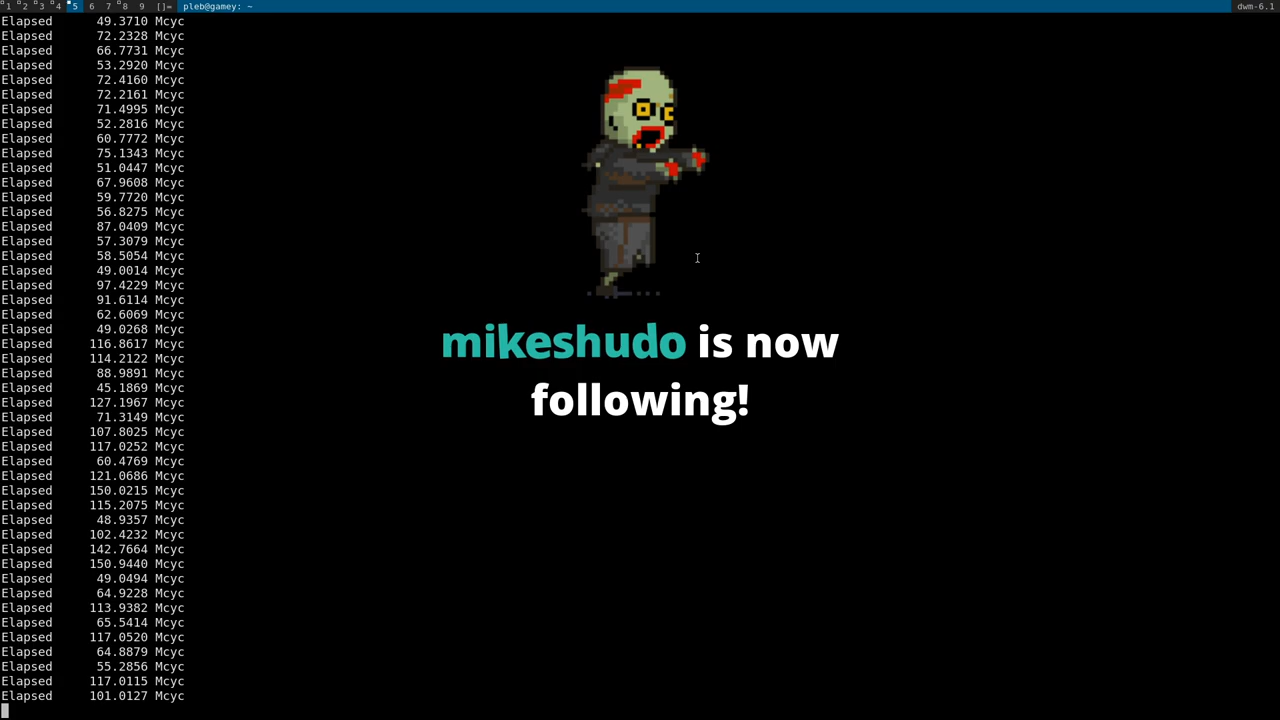 1 2 3 4 5 6 7 8 9 []= pleb@gamey: ~ dwm-6.1
Elapsed 49.3710 Mcyc
Elapsed 72.2328 Mcyc
Elapsed 66.7731 Mcyc
Elapsed 53.2920 Mcyc
Elapsed 72.4160 Mcyc
Elapsed 72.2161 Mcyc
Elapsed 71.4995 Mcyc
Elapsed 52.2816 Mcyc
Elapsed 60.7772 Mcyc
Elapsed 75.1343 Mcyc
Elapsed 51.0447 Mcyc
Elapsed 67.9608 Mcyc
Elapsed 59.7720 Mcyc
Elapsed 56.8275 Mcyc
Elapsed 87.0409 Mcyc
Elapsed 57.3079 Mcyc
Elapsed 58.5054 Mcyc
Elapsed 49.0014 Mcyc
Elapsed 97.4229 Mcyc
Elapsed 91.6114 Mcyc
Elapsed 62.6069 Mcyc
Elapsed 49.0268 Mcyc
Elapsed 116.8617 Mcyc
Elapsed 114.2122 Mcyc
Elapsed 88.9891 Mcyc
Elapsed 45.1869 Mcyc
Elapsed 127.1967 Mcyc
Elapsed 71.3149 Mcyc
Elapsed 107.8025 Mcyc
Elapsed 117.0252 Mcyc
Elapsed 60.4769 Mcyc
Elapsed 121.0686 Mcyc
Elapsed 150.0215 Mcyc
Elapsed 115.2075 Mcyc
Elapsed 48.9357 Mcyc
Elapsed 102.4232 Mcyc
Elapsed 142.7664 Mcyc
Elapsed 150.9440 Mcyc
Elapsed 49.0494 Mcyc
Elapsed 64.9228 Mcyc
Elapsed 113.9382 Mcyc
Elapsed 65.5414 Mcyc
Elapsed 117.0520 Mcyc
Elapsed 64.8879 Mcyc
Elapsed 55.2856 Mcyc
Elapsed 117.0115 Mcyc
Elapsed 101.0127 Mcyc
mikeshudo is now
following!